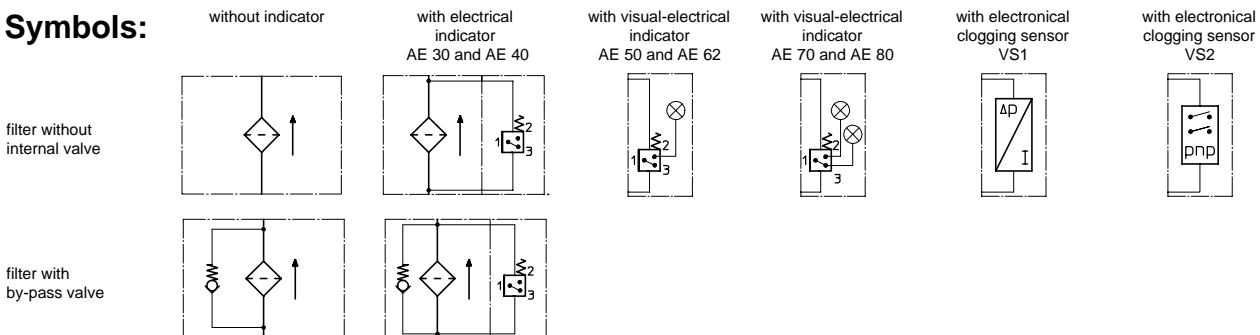 Symbols:
without indicator
with electrical
indicator
AE 30 and AE 40
with visual-electrical
indicator
AE 50 and AE 62
with visual-electrical
indicator
AE 70 and AE 80
with electronical
clogging sensor
VS1
with electronical
clogging sensor
VS2
filter without
internal valve
1
2
3
1
2
3
1
2
3
Δp
I
pnp
filter with
by-pass valve
1
2
3